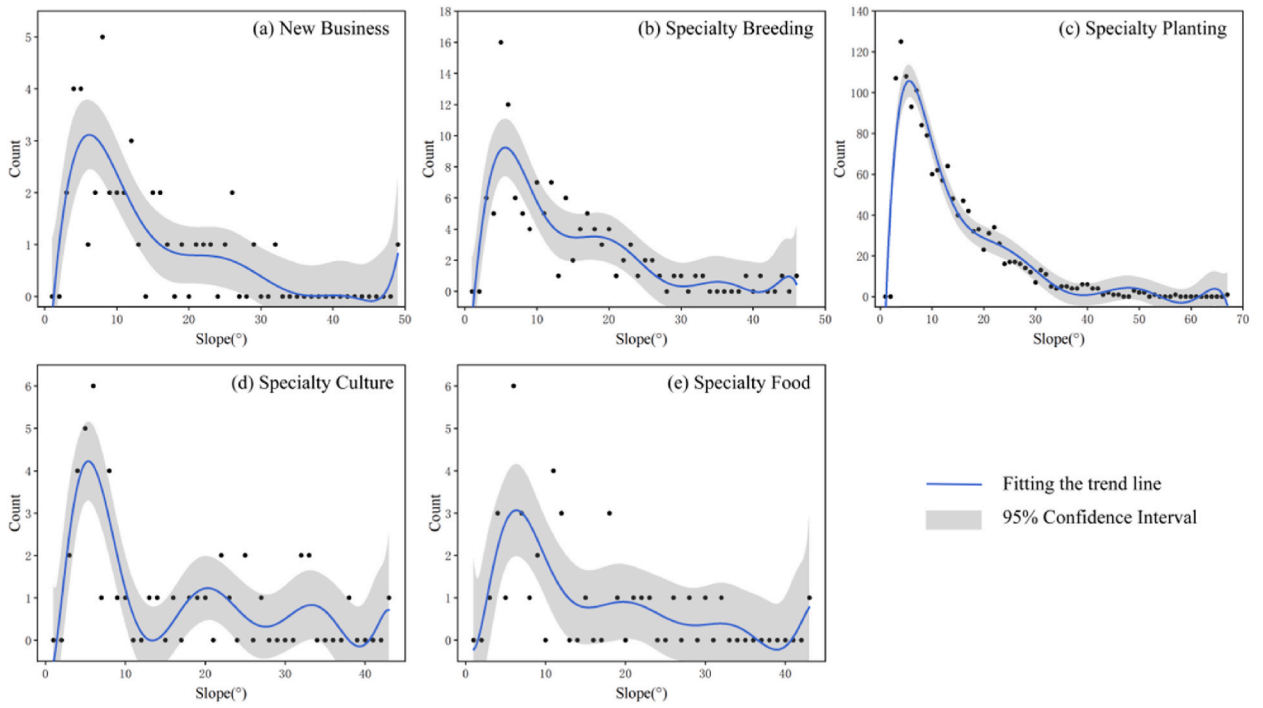 (a) New Business
5
4
3
2
1
0
Count
0 10 20 30 40 50
Slope(°)
(b) Specialty Breeding
18
16
14
12
10
8
6
4
2
0
Count
0 10 20 30 40 50
Slope(°)
(c) Specialty Planting
140
120
100
80
60
40
20
0
Count
0 10 20 30 40 50 60 70
Slope(°)
(d) Specialty Culture
6
5
4
3
2
1
0
Count
0 10 20 30 40
Slope(°)
(e) Specialty Food
6
5
4
3
2
1
0
Count
0 10 20 30 40
Slope(°)
Fitting the trend line
95% Confidence Interval